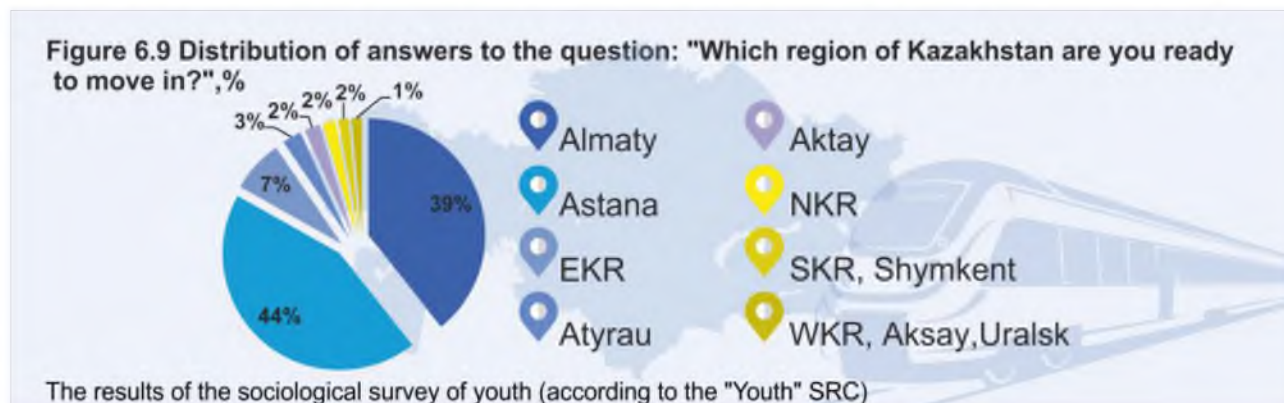 Figure 6.9 Distribution of answers to the question: "Which region of Kazakhstan are you ready
to move in?",%
3%
2%
2%
2%
1%
7%
39%
44%
Almaty
Astana
EKR
Atyrau
Aktay
NKR
SKR, Shymkent
WKR, Aksay,Uralsk
The results of the sociological survey of youth (according to the "Youth" SRC)